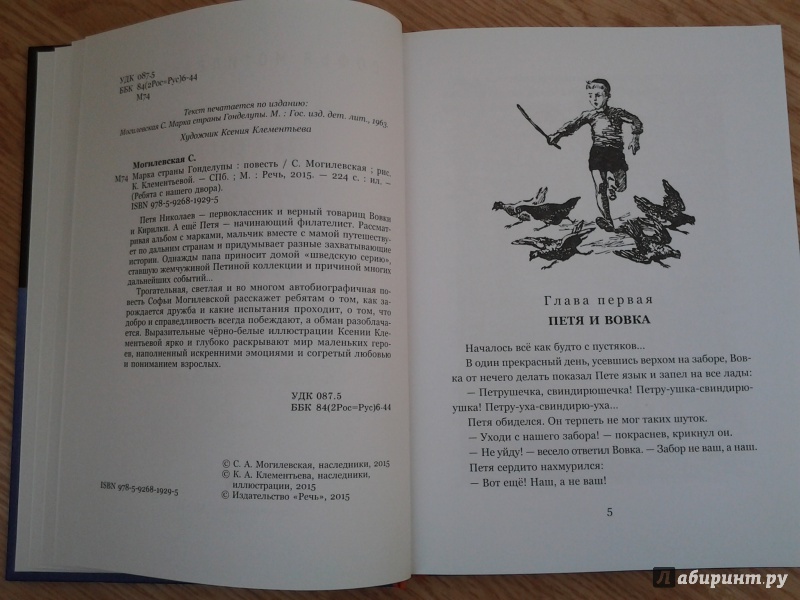 УДК 087.5
ББК 84(2Рос=Рус)6-44
М74
Текст печатается по изданию:
Могилевская С. Марка страны Гонделупы. М. : Гос. изд. дет. лит., 1963.
Художник Ксения Клементьева
Могилевская С.
М74 Марка страны Гонделупы : повесть / С. Могилевская ; рис.
К. Клементьевой. — СПб. ; М. : Речь, 2015. — 224 с. : ил. –
(Ребята с нашего двора).
ISBN 978-5-9268-1929-5
Петя Николаев — первоклассник и верный товарищ Вовки
и Кирилки. А ещё Петя — начинающий филателист. Рассмат-
ривая альбом с марками, мальчик вместе с мамой путешеству-
ет по дальним странам и придумывает разные захватывающие
истории. Однажды папа приносит домой «шведскую серию»,
ставшую жемчужиной Петиной коллекции и причиной многих
дальнейших событий...
Трогательная, светлая и во многом автобиографичная по-
весть Софьи Могилевской расскажет ребятам о том, как за-
рождается дружба и какие испытания проходит, о том, что
добро и справедливость всегда побеждают, а обман разоблача-
ется. Выразительные чёрно-белые иллюстрации Ксении Кле-
ментьевой ярко и глубоко раскрывают мир маленьких геро-
ев, наполненный искренними эмоциями и согретый любовью
и пониманием взрослых.
УДК 087.5
ББК 84(2Рос=Рус)6-44
© С. А. Могилевская, наследники, 2015
© К. А. Клементьева, наследники,
иллюстрации, 2015
ISBN 978-5-9268-1929-5
© Издательство «Речь», 2015
Глава первая
ПЕТЯ И ВОВКА
Началось всё как будто с пустяков...
В один прекрасный день, усевшись верхом на заборе, Вов-
ка от нечего делать показал Пете язык и запел на все лады:
— Петрушечка, свиндирюшечка! Петру-ушка-свиндирю-
ушка! Петру-уха-свиндирю-уха...
Петя обиделся. Он терпеть не мог таких шуток.
— Уходи с нашего забора! — покраснев, крикнул он.
— Не уйду! — весело ответил Вовка. — Забор не ваш, а наш.
Петя сердито нахмурился:
— Вот ещё! Наш, а не ваш!
5
Лабиринт.ру